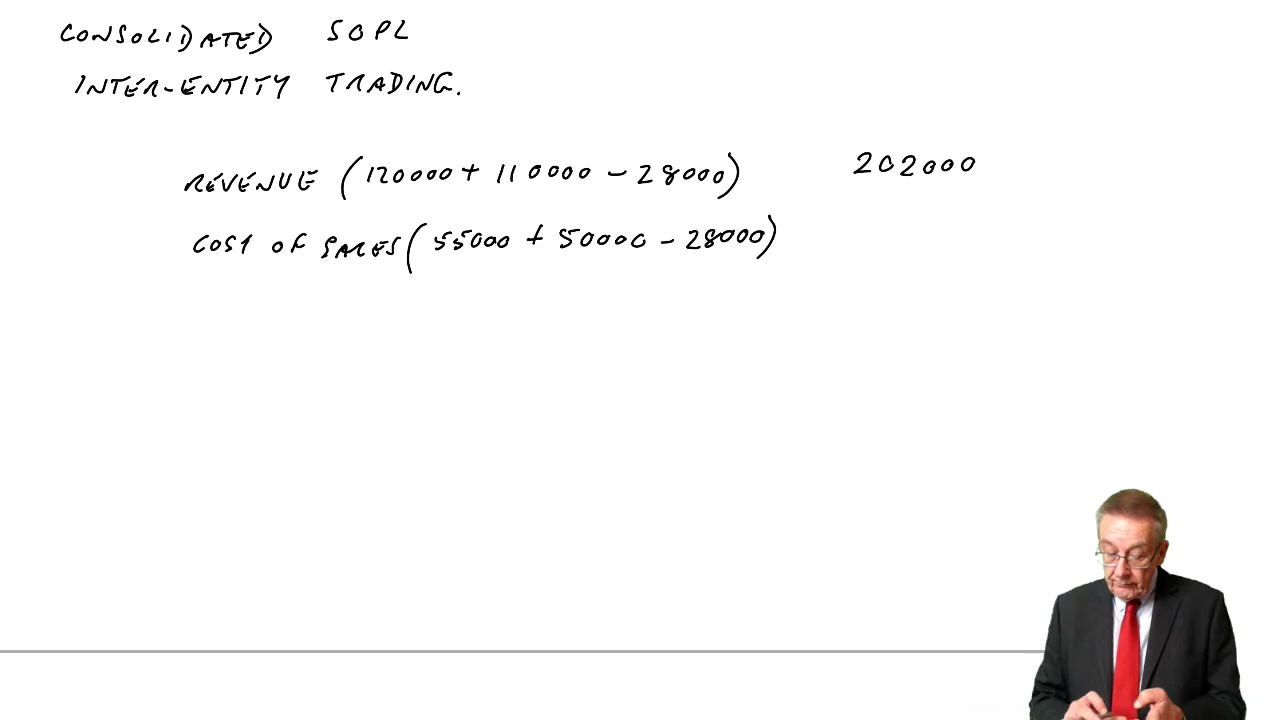 CONSOLIDATED SOPL
INTER-ENTITY TRADING.
REVENUE (120000 + 110000 - 28000) 202000
COST OF SALES (55000 + 50000 - 28000)